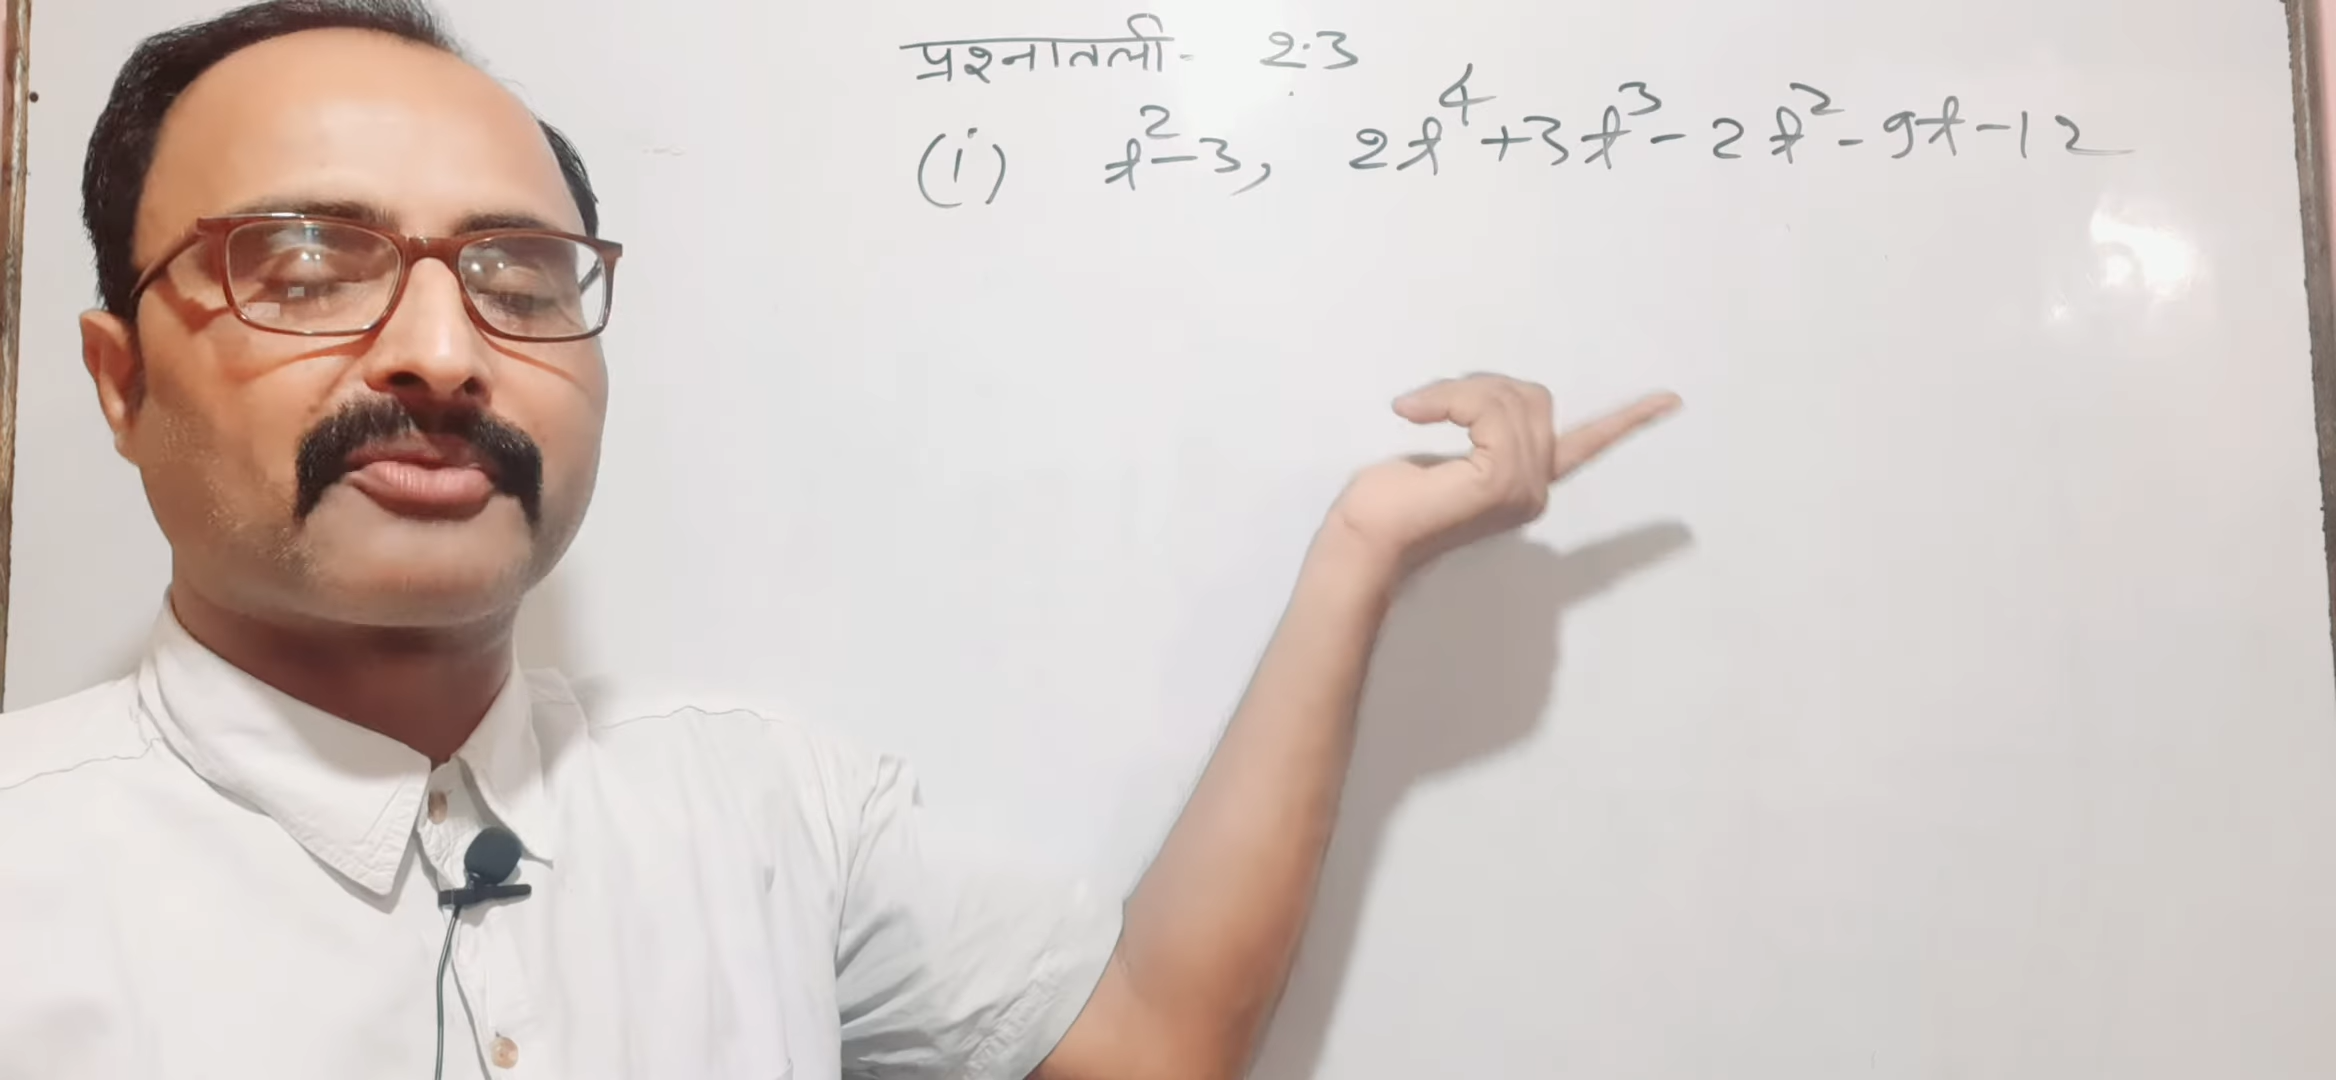 प्रश्नावली- 2.3
(i) t²-3, 2t⁴+3t³-2t²-9t-12